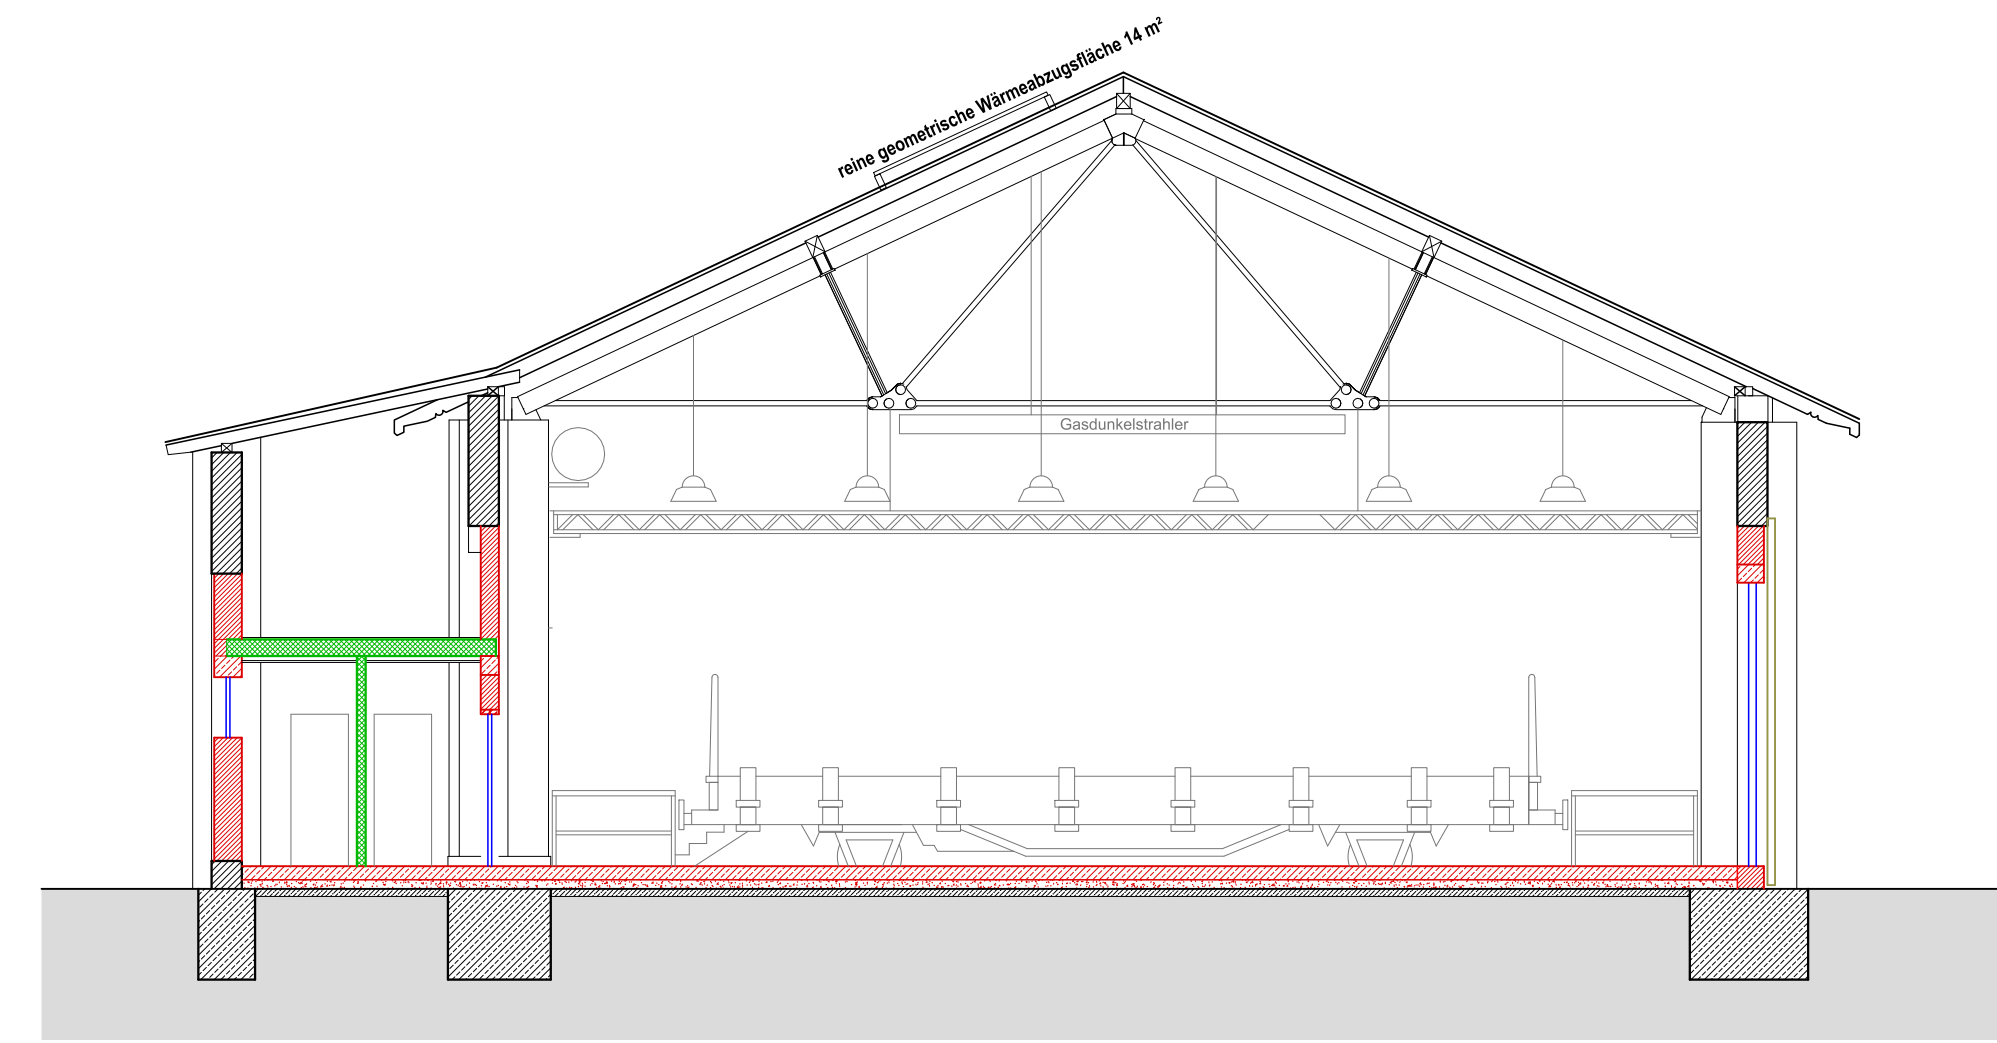 reine geometrische Wärmeabzugsfläche 14 m²
Gasdunkelstrahler